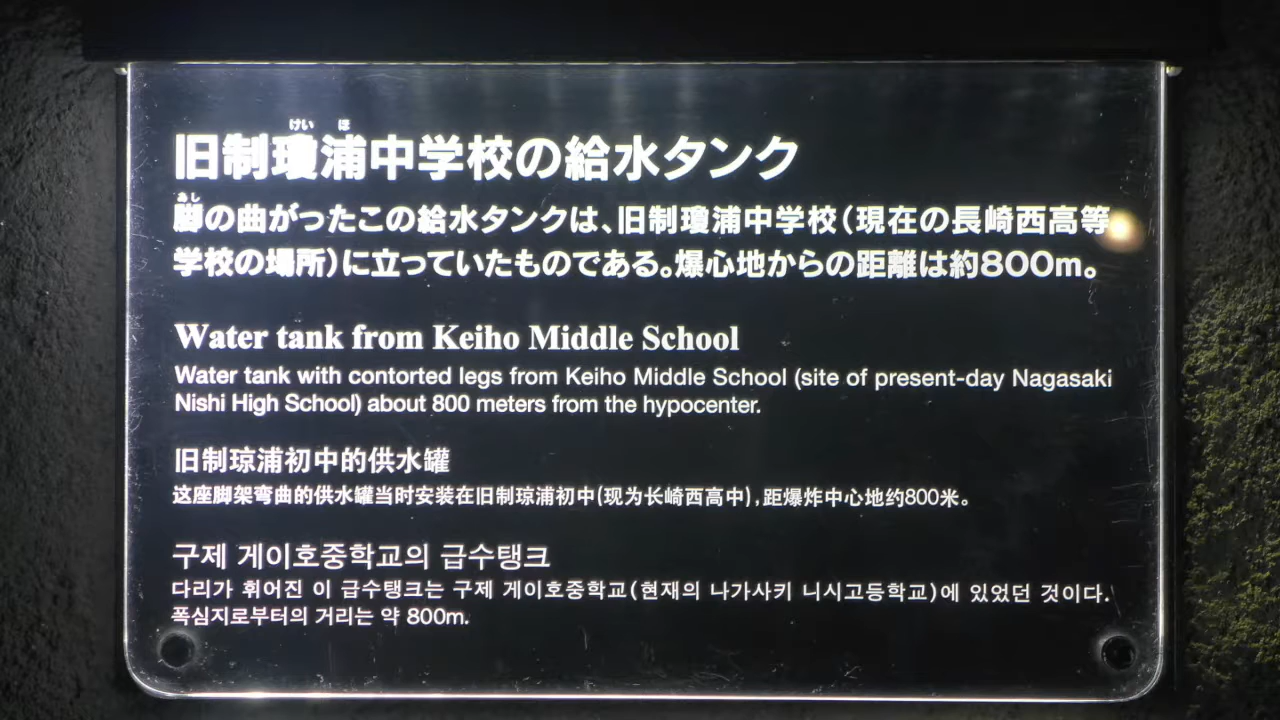 けい ほ
旧制瓊浦中学校の給水タンク
あし
脚の曲がったこの給水タンクは、旧制瓊浦中学校(現在の長崎西高等
学校の場所)に立っていたものである。爆心地からの距離は約800m。
Water tank from Keiho Middle School
Water tank with contorted legs from Keiho Middle School (site of present-day Nagasaki
Nishi High School) about 800 meters from the hypocenter.
旧制琼浦初中的供水罐
这座脚架弯曲的供水罐当时安装在旧制琼浦初中(现为长崎西高中),距爆炸中心地约800米。
구제 게이호중학교의 급수탱크
다리가 휘어진 이 급수탱크는 구제 게이호중학교(현재의 나가사키 니시고등학교)에 있었던 것이다.
폭심지로부터의 거리는 약 800m.